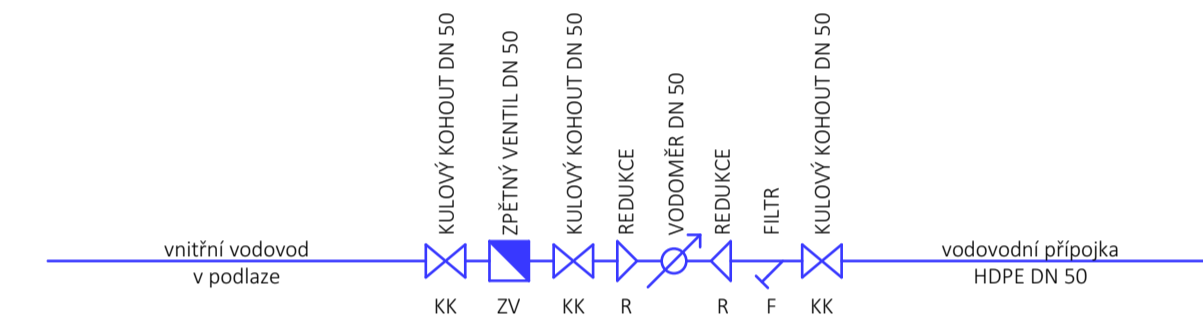 KULOVÝ KOHOUT DN 50
ZPĚTNÝ VENTIL DN 50
KULOVÝ KOHOUT DN 50
REDUKCE
VODOMĚR DN 50
REDUKCE
FILTR
KULOVÝ KOHOUT DN 50
vnitřní vodovod
v podlaze
vodovodní přípojka
HDPE DN 50
KK
ZV
KK
R
R
F
KK